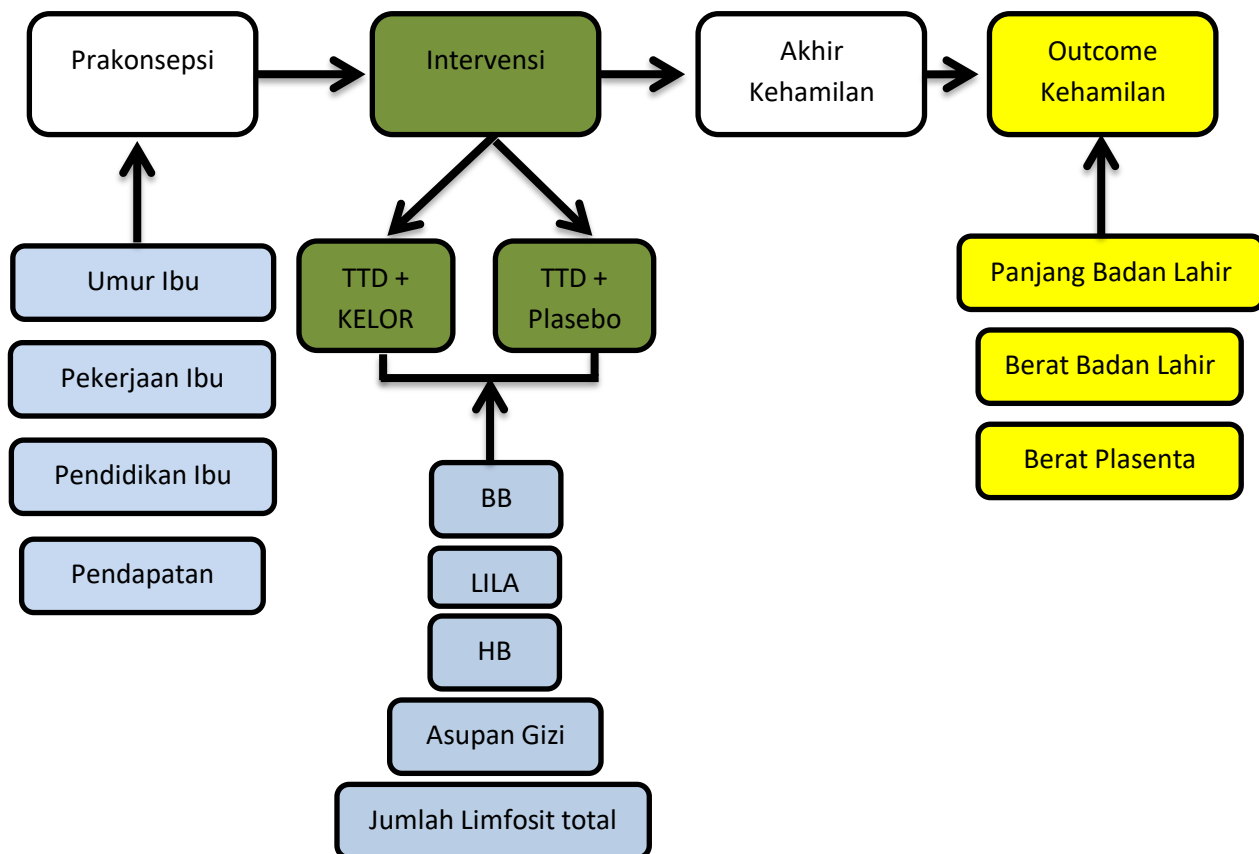 Prakonsepsi
Intervensi
Akhir
Kehamilan
Outcome
Kehamilan
Umur Ibu
Pekerjaan Ibu
Pendidikan Ibu
Pendapatan
TTD +
KELOR
TTD +
Plasebo
BB
LILA
HB
Asupan Gizi
Jumlah Limfosit total
Panjang Badan Lahir
Berat Badan Lahir
Berat Plasenta